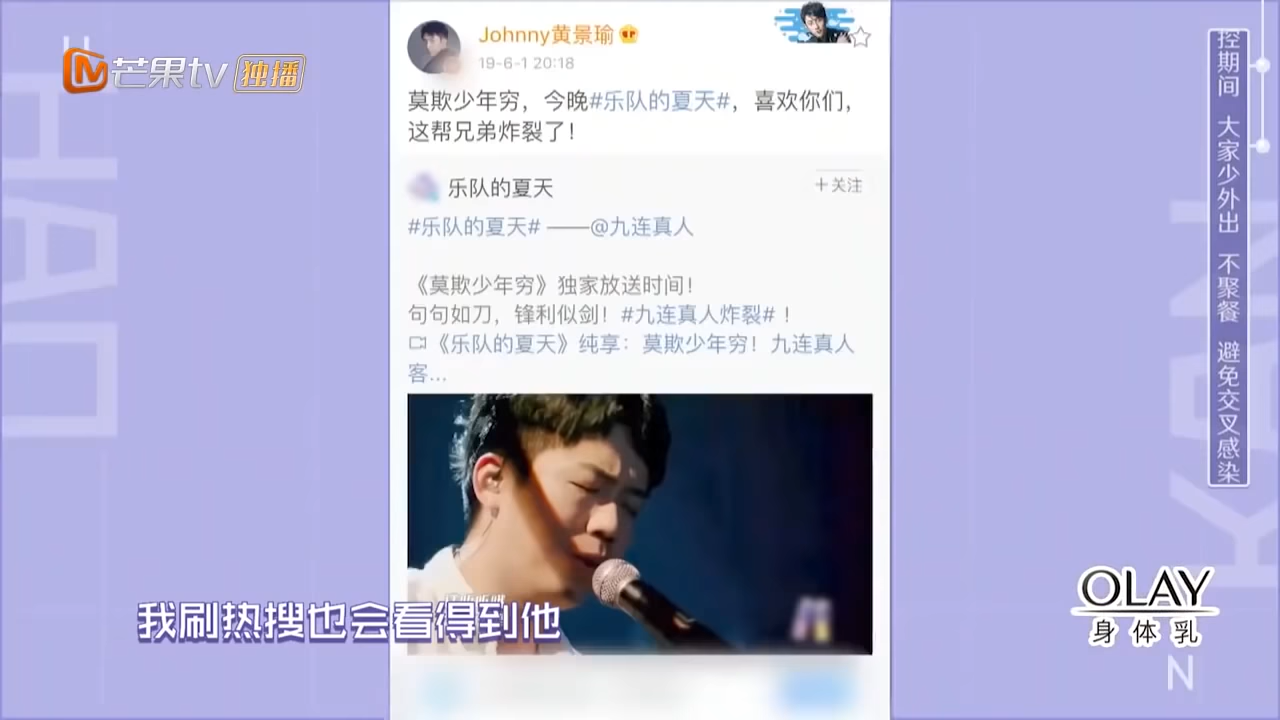 芒果tv 独播
Johnny黄景瑜
19-6-1 20:18
莫欺少年穷，今晚#乐队的夏天#，喜欢你们，
这帮兄弟炸裂了！
乐队的夏天
+关注
#乐队的夏天# ——@九连真人
《莫欺少年穷》独家放送时间！
句句如刀，锋利似剑！#九连真人炸裂#！
《乐队的夏天》纯享：莫欺少年穷！九连真人
客...
我刷热搜也会看得到他
控期间 大家少外出 不聚餐 避免交叉感染
OLAY
身体乳
N